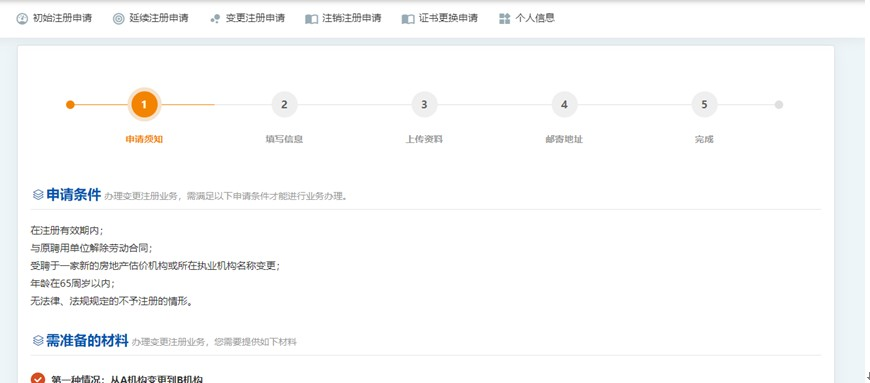 初始注册申请 延续注册申请 变更注册申请 注销注册申请 证书更换申请 个人信息
1 2 3 4 5
申请须知 填写信息 上传资料 邮寄地址 完成
申请条件 办理变更注册业务，需满足以下申请条件才能进行业务办理。
在注册有效期内；
与原聘用单位解除劳动合同；
受聘于一家新的房地产估价机构或所在执业机构名称变更；
年龄在65周岁以内；
无法律、法规规定的不予注册的情形。
需准备的材料 办理变更注册业务，您需要提供如下材料
第一种情况：从A机构变更到B机构